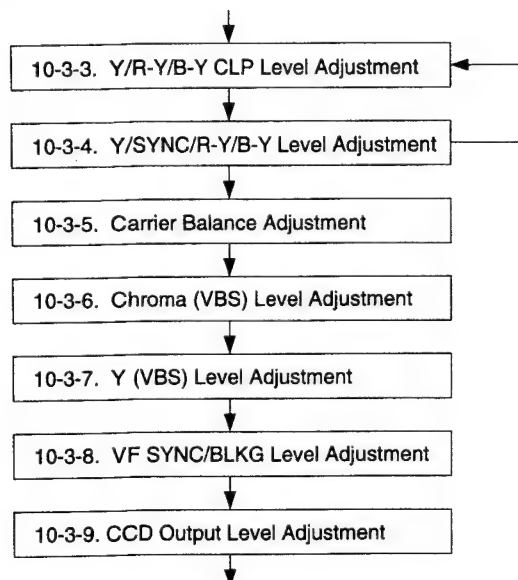 10-3-3. Y/R-Y/B-Y CLP Level Adjustment
10-3-4. Y/SYNC/R-Y/B-Y Level Adjustment
10-3-5. Carrier Balance Adjustment
10-3-6. Chroma (VBS) Level Adjustment
10-3-7. Y (VBS) Level Adjustment
10-3-8. VF SYNC/BLKG Level Adjustment
10-3-9. CCD Output Level Adjustment